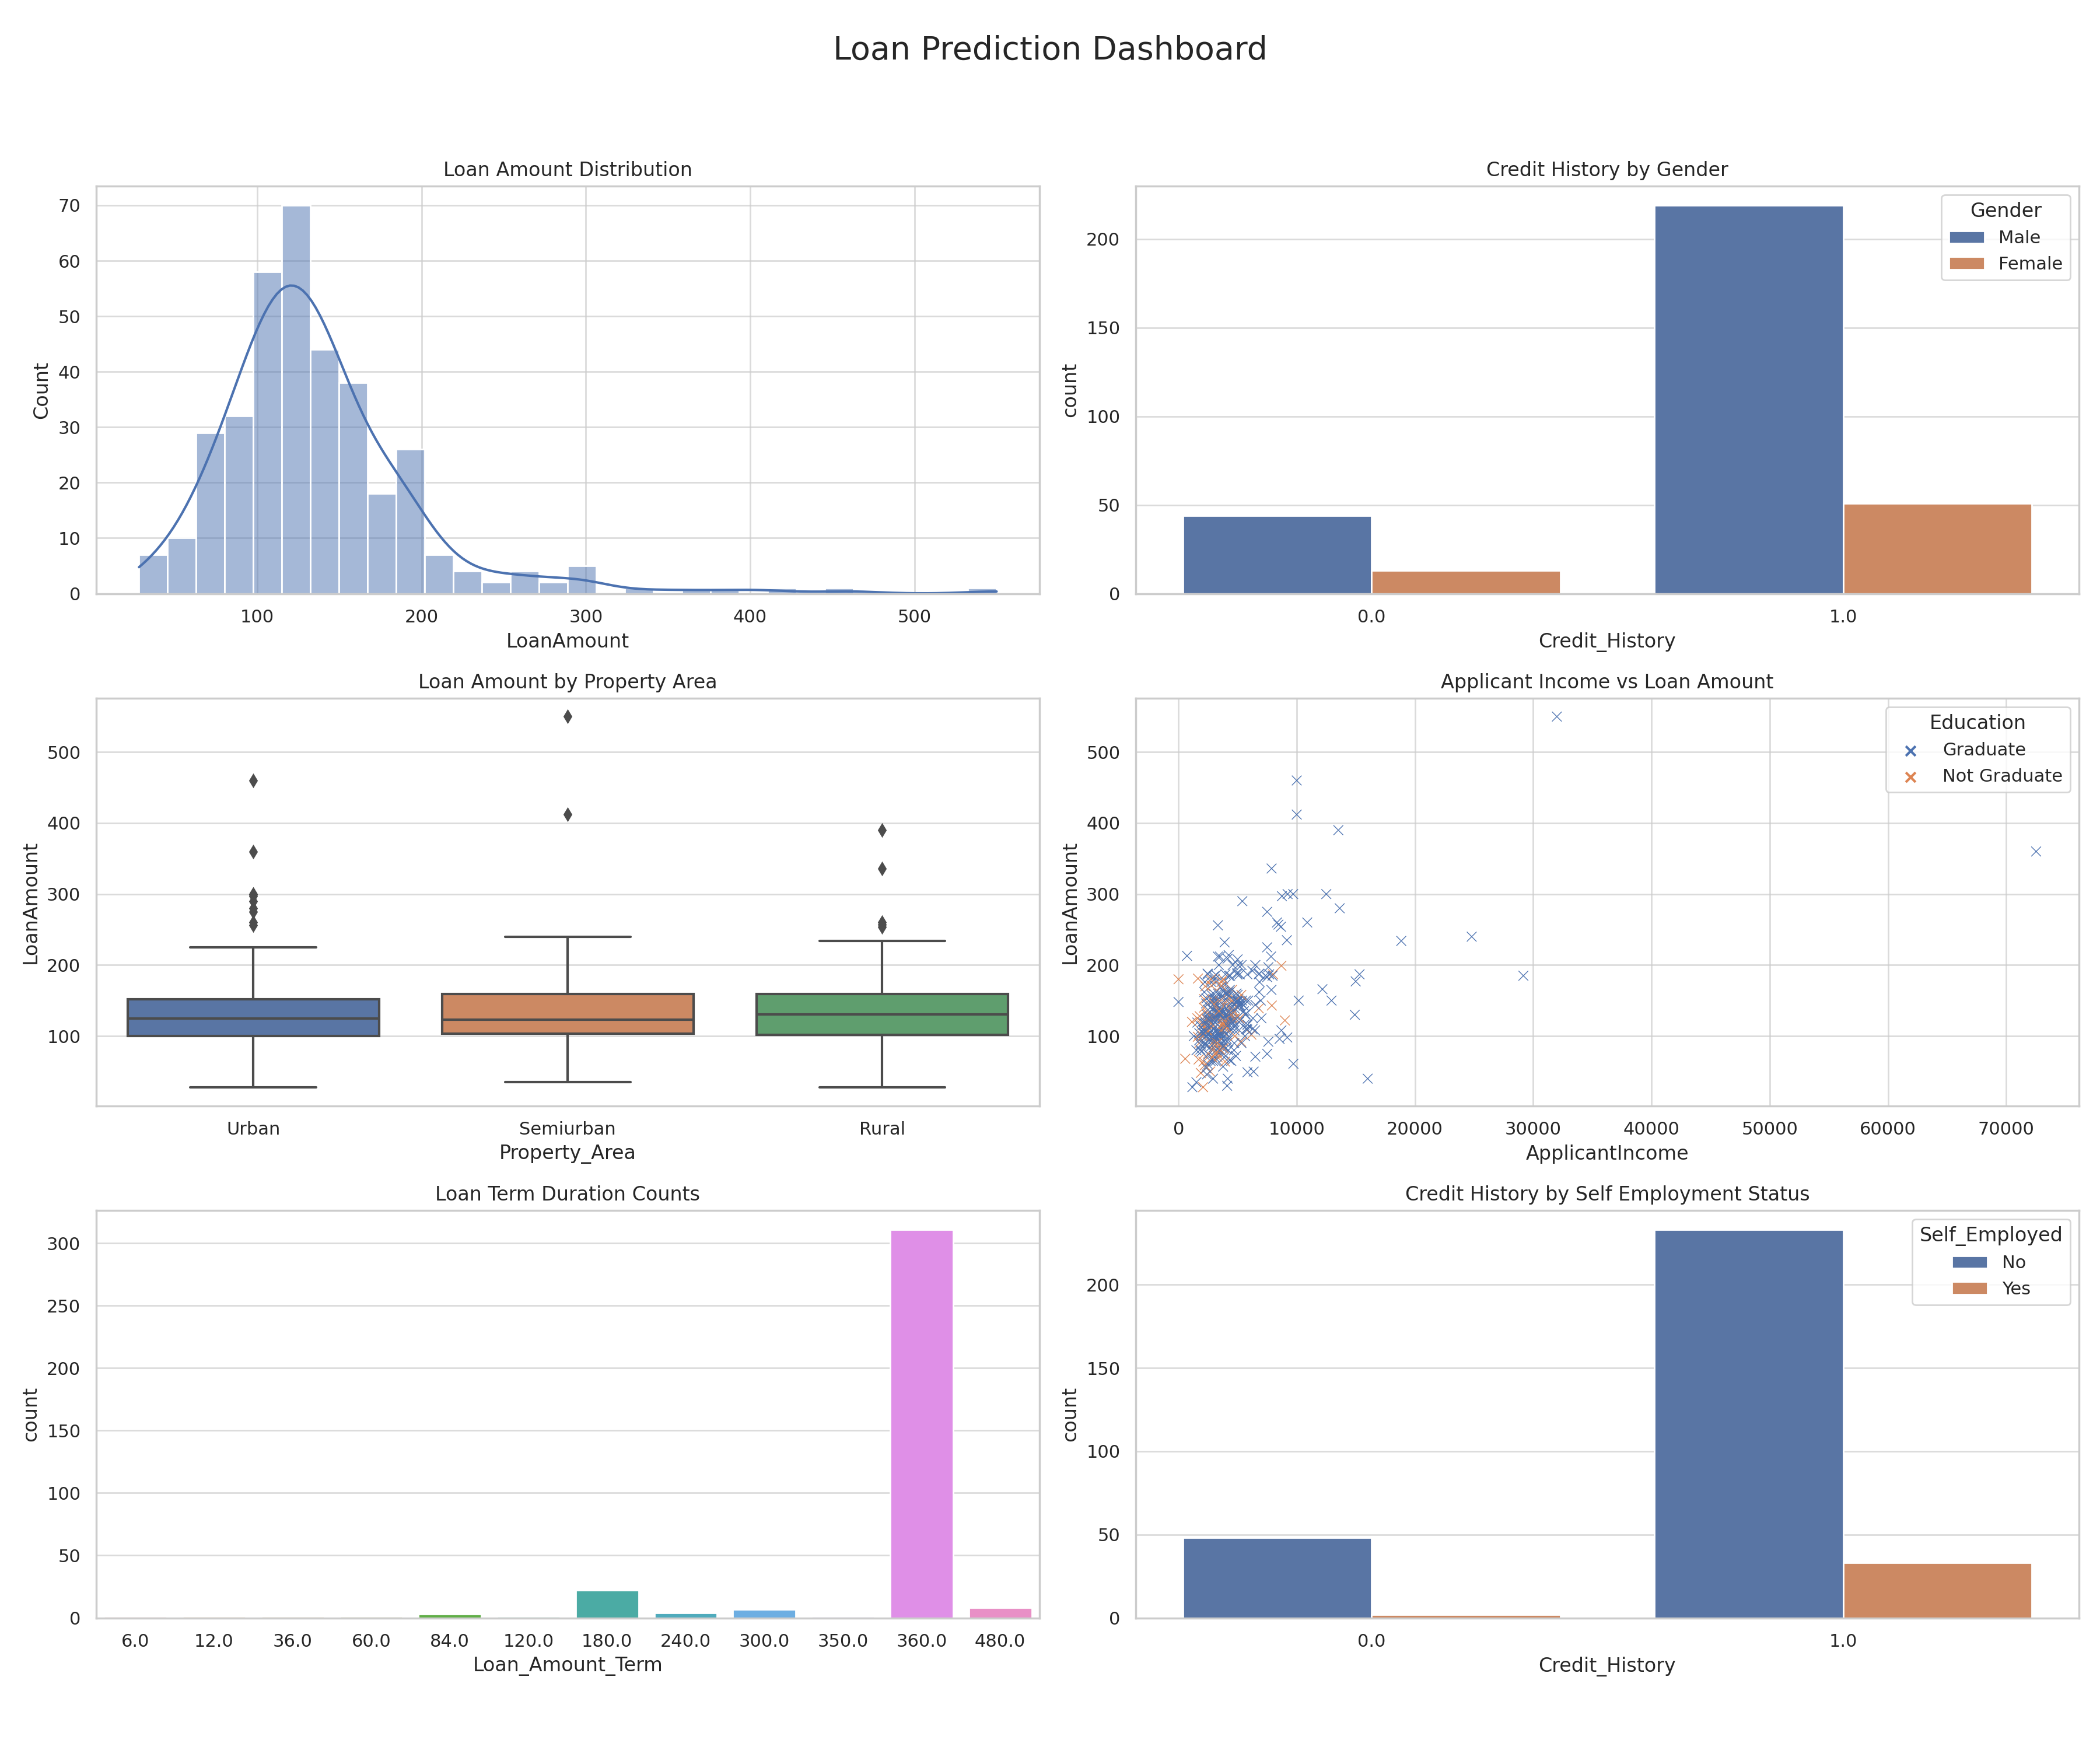 Loan Prediction Dashboard
Loan Amount Distribution
Count
70
60
50
40
30
20
10
0
100 200 300 400 500
LoanAmount
Credit History by Gender
count
200
150
100
50
0
Gender
Male
Female
0.0 1.0
Credit_History
Loan Amount by Property Area
LoanAmount
500
400
300
200
100
Urban Semiurban Rural
Property_Area
Applicant Income vs Loan Amount
LoanAmount
500
400
300
200
100
Education
Graduate
Not Graduate
0 10000 20000 30000 40000 50000 60000 70000
ApplicantIncome
Loan Term Duration Counts
count
300
250
200
150
100
50
0
6.0 12.0 36.0 60.0 84.0 120.0 180.0 240.0 300.0 350.0 360.0 480.0
Loan_Amount_Term
Credit History by Self Employment Status
count
200
150
100
50
0
Self_Employed
No
Yes
0.0 1.0
Credit_History